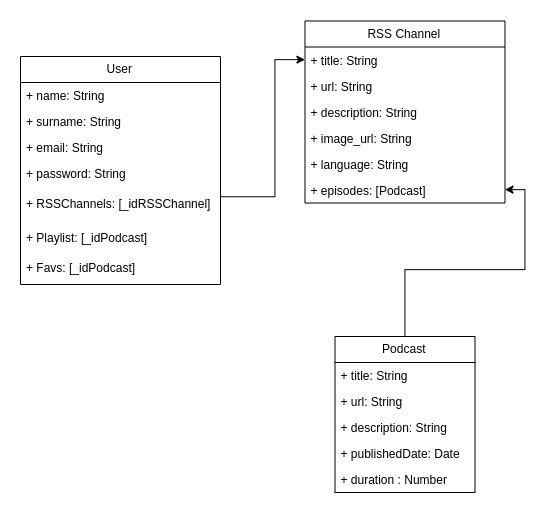 User
+ name: String
+ surname: String
+ email: String
+ password: String
+ RSSChannels: [_idRSSChannel]
+ Playlist: [_idPodcast]
+ Favs: [_idPodcast]
RSS Channel
+ title: String
+ url: String
+ description: String
+ image_url: String
+ language: String
+ episodes: [Podcast]
Podcast
+ title: String
+ url: String
+ description: String
+ publishedDate: Date
+ duration : Number